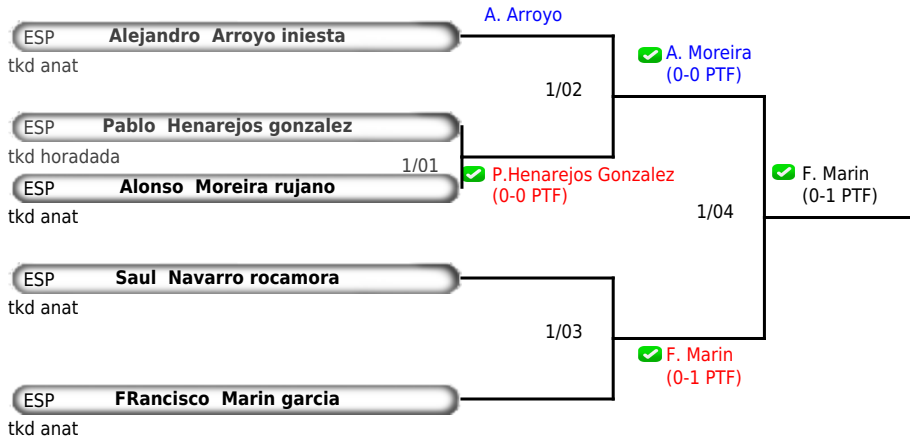 A. Arroyo
ESP Alejandro Arroyo iniesta
tkd anat
A. Moreira
(0-0 PTF)
1/02
ESP Pablo Henarejos gonzalez
tkd horadada
1/01
P.Henarejos Gonzalez
(0-0 PTF)
F. Marin
(0-1 PTF)
ESP Alonso Moreira rujano
tkd anat
1/04
ESP Saul Navarro rocamora
tkd anat
1/03
F. Marin
(0-1 PTF)
ESP FRancisco Marin garcia
tkd anat